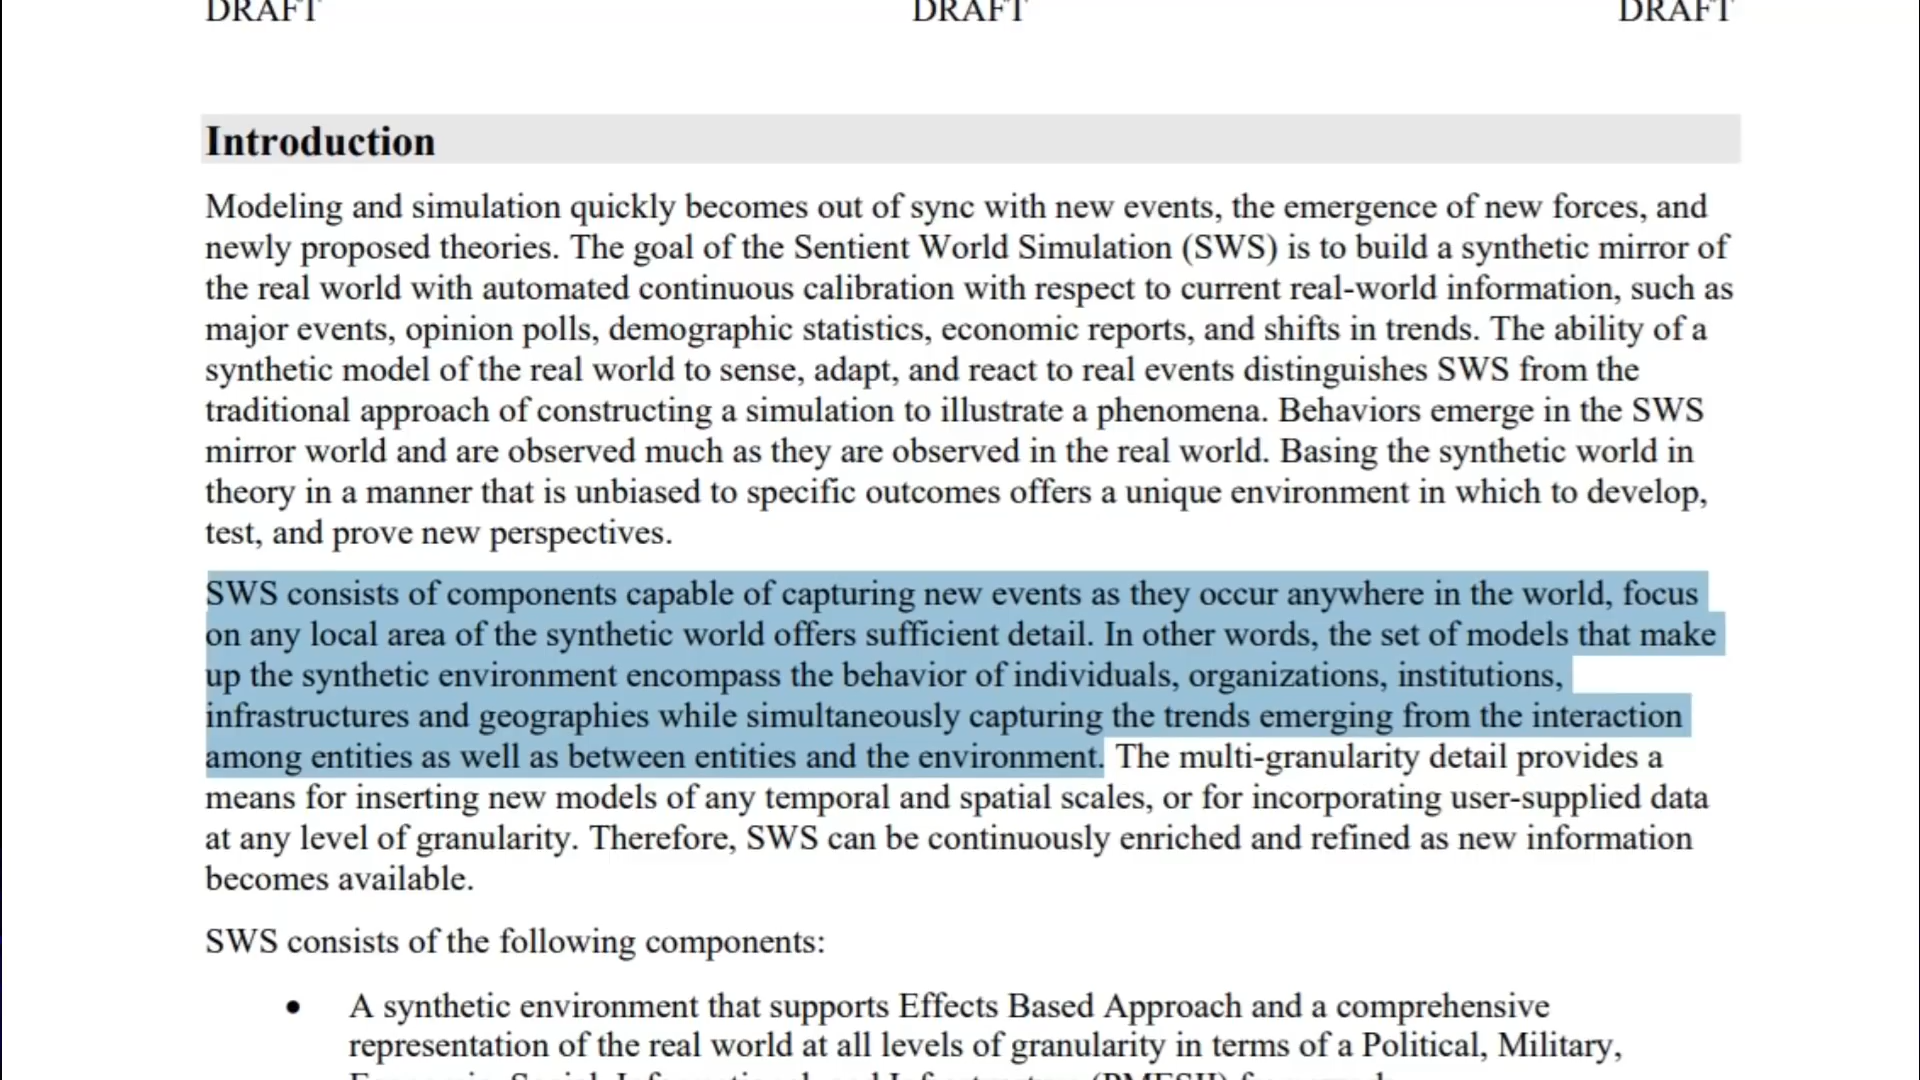 DRAFT DRAFT DRAFT
Introduction
Modeling and simulation quickly becomes out of sync with new events, the emergence of new forces, and
newly proposed theories. The goal of the Sentient World Simulation (SWS) is to build a synthetic mirror of
the real world with automated continuous calibration with respect to current real-world information, such as
major events, opinion polls, demographic statistics, economic reports, and shifts in trends. The ability of a
synthetic model of the real world to sense, adapt, and react to real events distinguishes SWS from the
traditional approach of constructing a simulation to illustrate a phenomena. Behaviors emerge in the SWS
mirror world and are observed much as they are observed in the real world. Basing the synthetic world in
theory in a manner that is unbiased to specific outcomes offers a unique environment in which to develop,
test, and prove new perspectives.
SWS consists of components capable of capturing new events as they occur anywhere in the world, focus
on any local area of the synthetic world offers sufficient detail. In other words, the set of models that make
up the synthetic environment encompass the behavior of individuals, organizations, institutions,
infrastructures and geographies while simultaneously capturing the trends emerging from the interaction
among entities as well as between entities and the environment. The multi-granularity detail provides a
means for inserting new models of any temporal and spatial scales, or for incorporating user-supplied data
at any level of granularity. Therefore, SWS can be continuously enriched and refined as new information
becomes available.
SWS consists of the following components:
• A synthetic environment that supports Effects Based Approach and a comprehensive
representation of the real world at all levels of granularity in terms of a Political, Military,